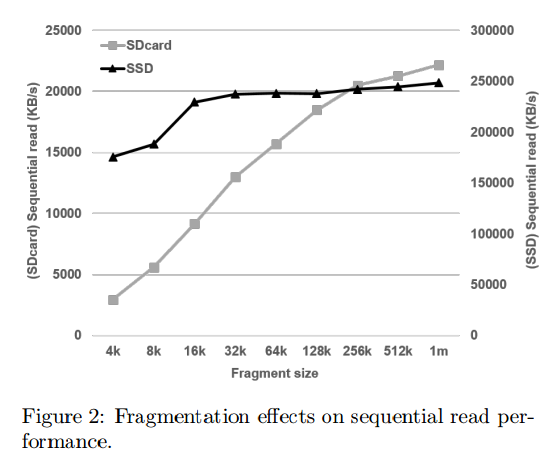 25000
300000
SDcard
SSD
20000
250000
200000
15000
150000
10000
100000
5000
50000
0
0
(SDcard) Sequential read (KB/s)
(SSD) Sequential read (KB/s)
4k 8k 16k 32k 64k 128k 256k 512k 1m
Fragment size
Figure 2: Fragmentation effects on sequential read per-
formance.